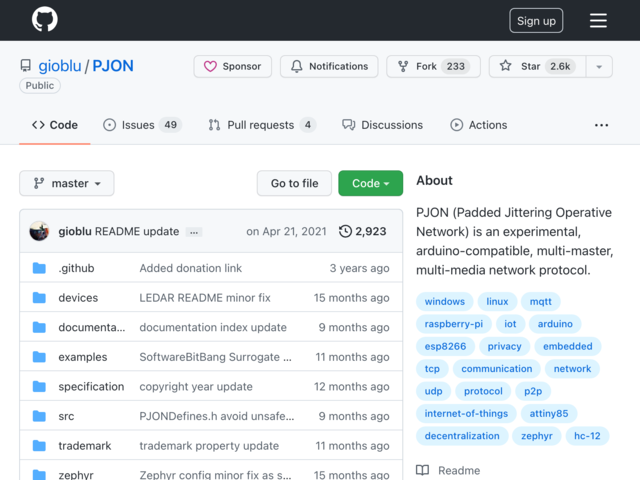 Sign up
gioblu / PJON
Public
Sponsor
Notifications
Fork 233
Star 2.6k
Code
Issues 49
Pull requests 4
Discussions
Actions
...
master
Go to file
Code
About
PJON (Padded Jittering Operative
Network) is an experimental,
arduino-compatible, multi-master,
multi-media network protocol.
windows linux mqtt
raspberry-pi iot arduino
esp8266 privacy embedded
tcp communication network
udp protocol p2p
internet-of-things attiny85
decentralization zephyr hc-12
Readme
gioblu README update ... on Apr 21, 2021 2,923
.github Added donation link 3 years ago
devices LEDAR README minor fix 15 months ago
documenta... documentation index update 9 months ago
examples SoftwareBitBang Surrogate ... 11 months ago
specification copyright year update 12 months ago
src PJONDefines.h avoid unsafe... 9 months ago
trademark trademark property update 11 months ago
zephyr Zephyr config minor fix as s... 15 months ago